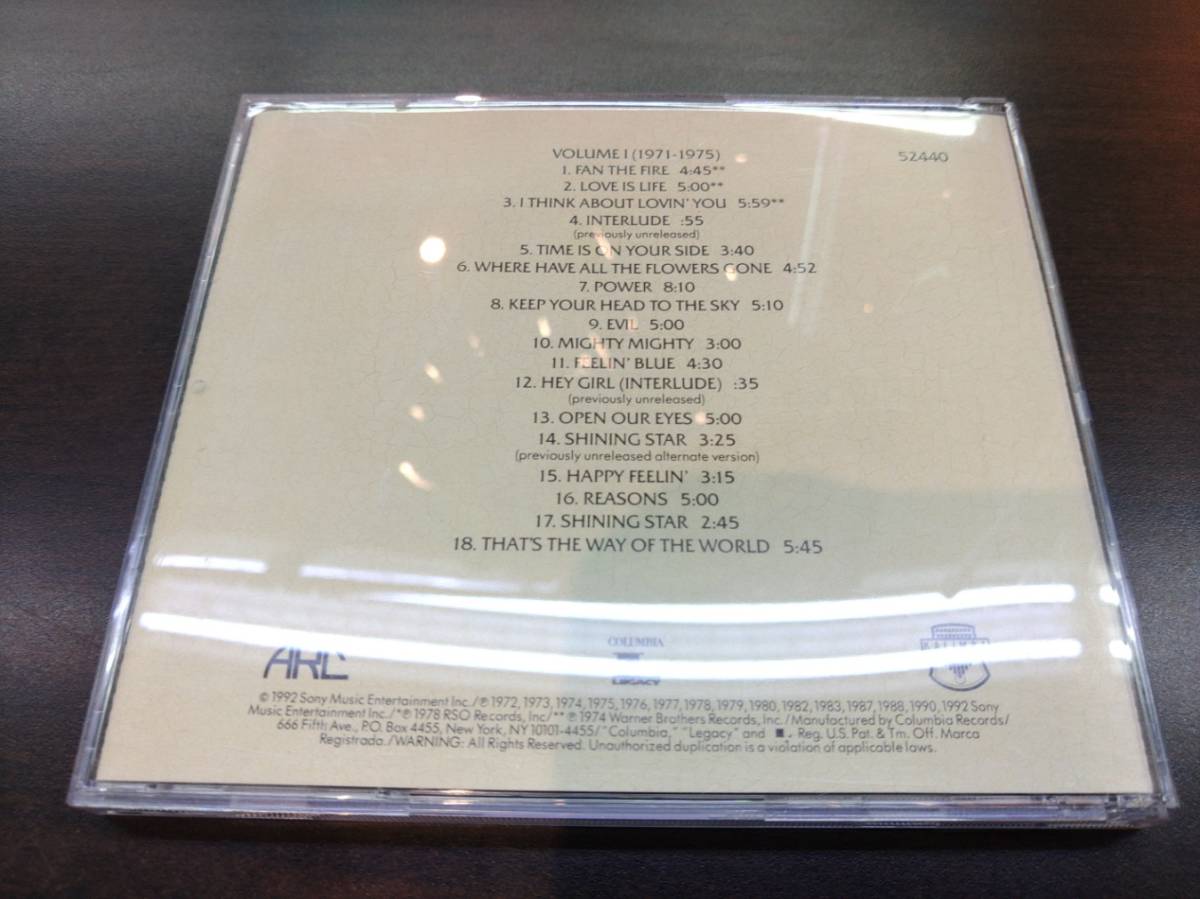 VOLUME I (1971-1975)
52440
1. FAN THE FIRE 4:45**
2. LOVE IS LIFE 5:00**
3. I THINK ABOUT LOVIN' YOU 5:59**
4. INTERLUDE :55
(previously unreleased)
5. TIME IS ON YOUR SIDE 3:40
6. WHERE HAVE ALL THE FLOWERS GONE 4:52
7. POWER 8:10
8. KEEP YOUR HEAD TO THE SKY 5:10
9. EVIL 5:00
10. MIGHTY MIGHTY 3:00
11. FEELIN' BLUE 4:30
12. HEY GIRL (INTERLUDE) :35
(previously unreleased)
13. OPEN OUR EYES 5:00
14. SHINING STAR 3:25
(previously unreleased alternate version)
15. HAPPY FEELIN' 3:15
16. REASONS 5:00
17. SHINING STAR 2:45
18. THAT'S THE WAY OF THE WORLD 5:45
ARC
COLUMBIA
LEGACY
© 1992 Sony Music Entertainment Inc./℗ 1972, 1973, 1974, 1975, 1976, 1977, 1978, 1979, 1980, 1982, 1983, 1987, 1988, 1990, 1992 Sony
Music Entertainment Inc./*℗ 1978 RSO Records, Inc/**℗ 1974 Warner Brothers Records, Inc./Manufactured by Columbia Records/
666 Fifth Ave., P.O. Box 4455, New York, NY 10101-4455/"Columbia," "Legacy" and . Reg. U.S. Pat. & Tm. Off. Marca
Registrada./WARNING: All Rights Reserved. Unauthorized duplication is a violation of applicable laws.